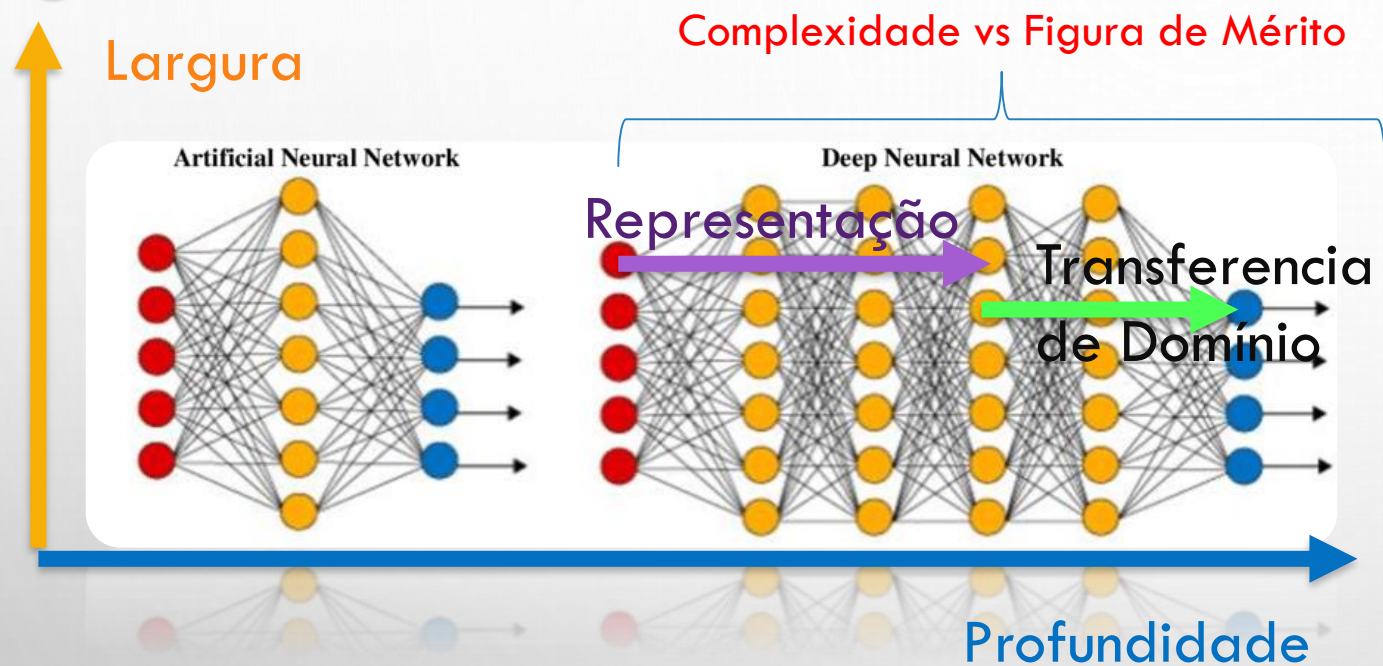 Complexidade vs Figura de Mérito
Largura
Artificial Neural Network
Deep Neural Network
Representação
Transferencia
de Domínio
Profundidade